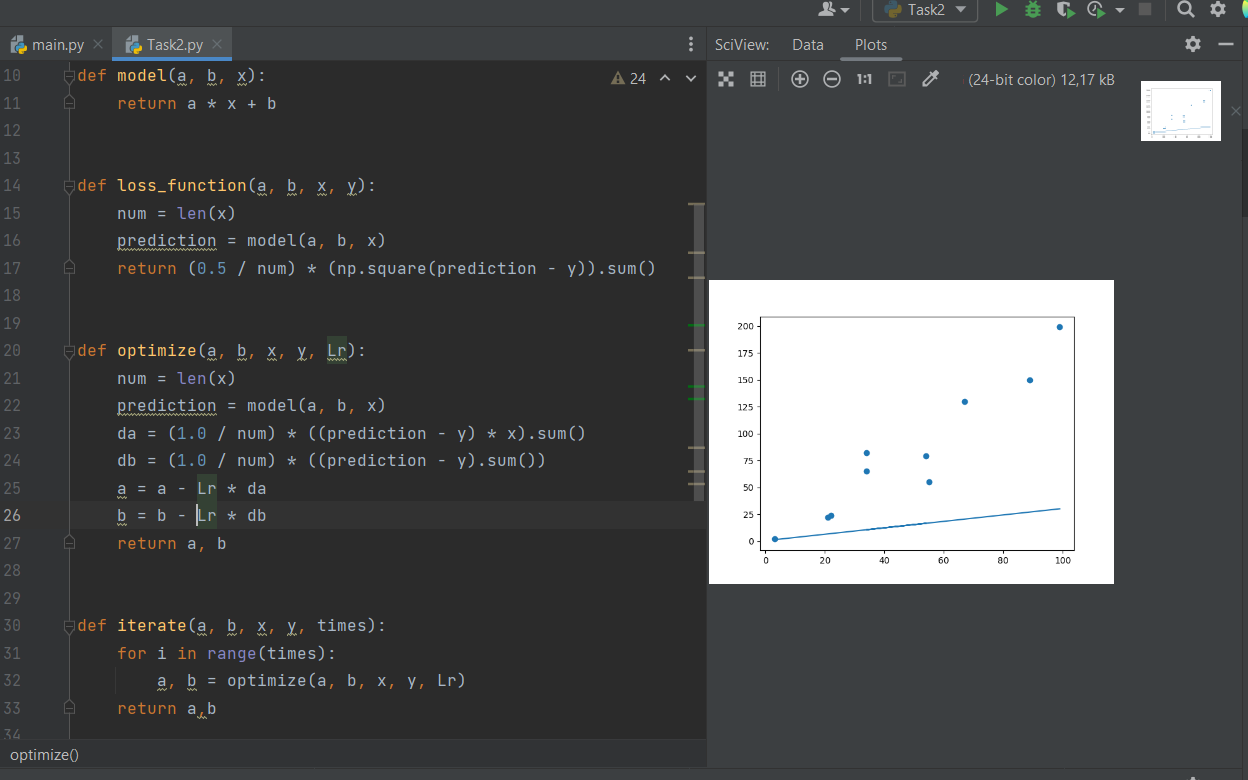 Task2
main.py
Task2.py
SciView:
Data
Plots
24
1:1
(24-bit color) 12,17 kB
10 def model(a, b, x):
11 return a * x + b
12
13
14 def loss_function(a, b, x, y):
15 num = len(x)
16 prediction = model(a, b, x)
17 return (0.5 / num) * (np.square(prediction - y)).sum()
18
19
20 def optimize(a, b, x, y, Lr):
21 num = len(x)
22 prediction = model(a, b, x)
23 da = (1.0 / num) * ((prediction - y) * x).sum()
24 db = (1.0 / num) * ((prediction - y).sum())
25 a = a - Lr * da
26 b = b - Lr * db
27 return a, b
28
29
30 def iterate(a, b, x, y, times):
31 for i in range(times):
32 a, b = optimize(a, b, x, y, Lr)
33 return a,b
34
optimize()
200
175
150
125
100
75
50
25
0
0 20 40 60 80 100